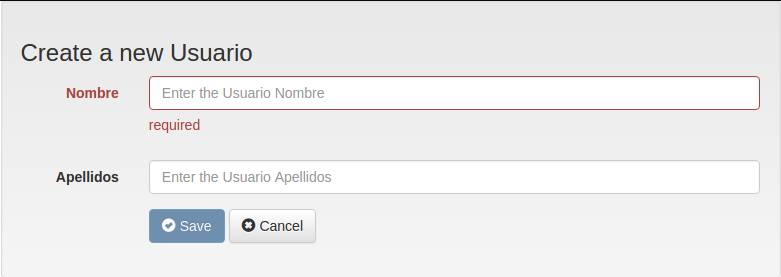 Create a new Usuario
Nombre
Enter the Usuario Nombre
required
Apellidos
Enter the Usuario Apellidos
Save
Cancel